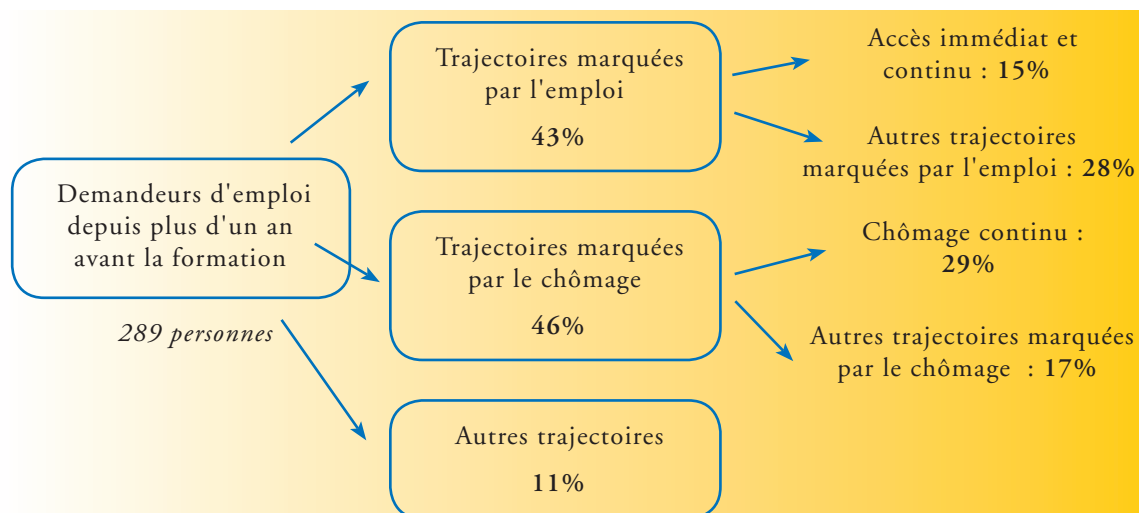 Demandeurs d'emploi
depuis plus d'un an
avant la formation
289 personnes
Trajectoires marquées
par l'emploi
43%
Accès immédiat et
continu : 15%
Autres trajectoires
marquées par l'emploi : 28%
Trajectoires marquées
par le chômage
46%
Chômage continu :
29%
Autres trajectoires marquées
par le chômage : 17%
Autres trajectoires
11%